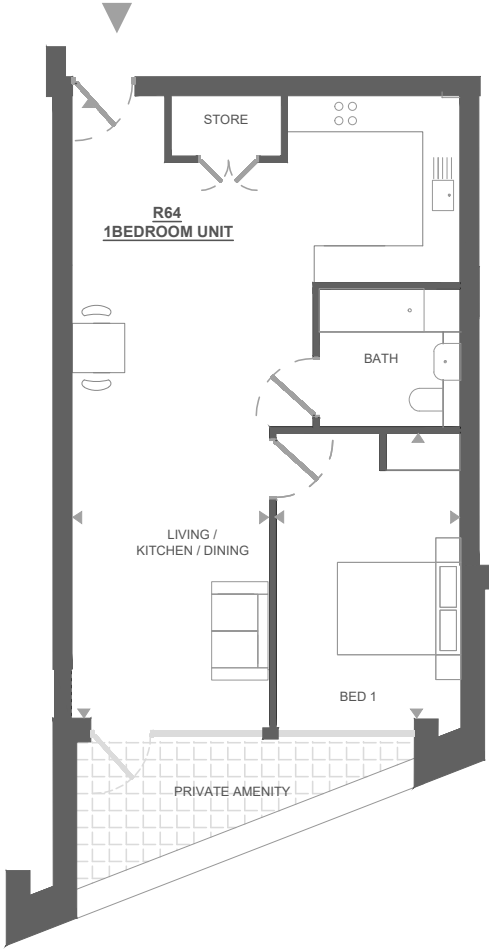 STORE
R64
1BEDROOM UNIT
BATH
LIVING /
KITCHEN / DINING
BED 1
PRIVATE AMENITY